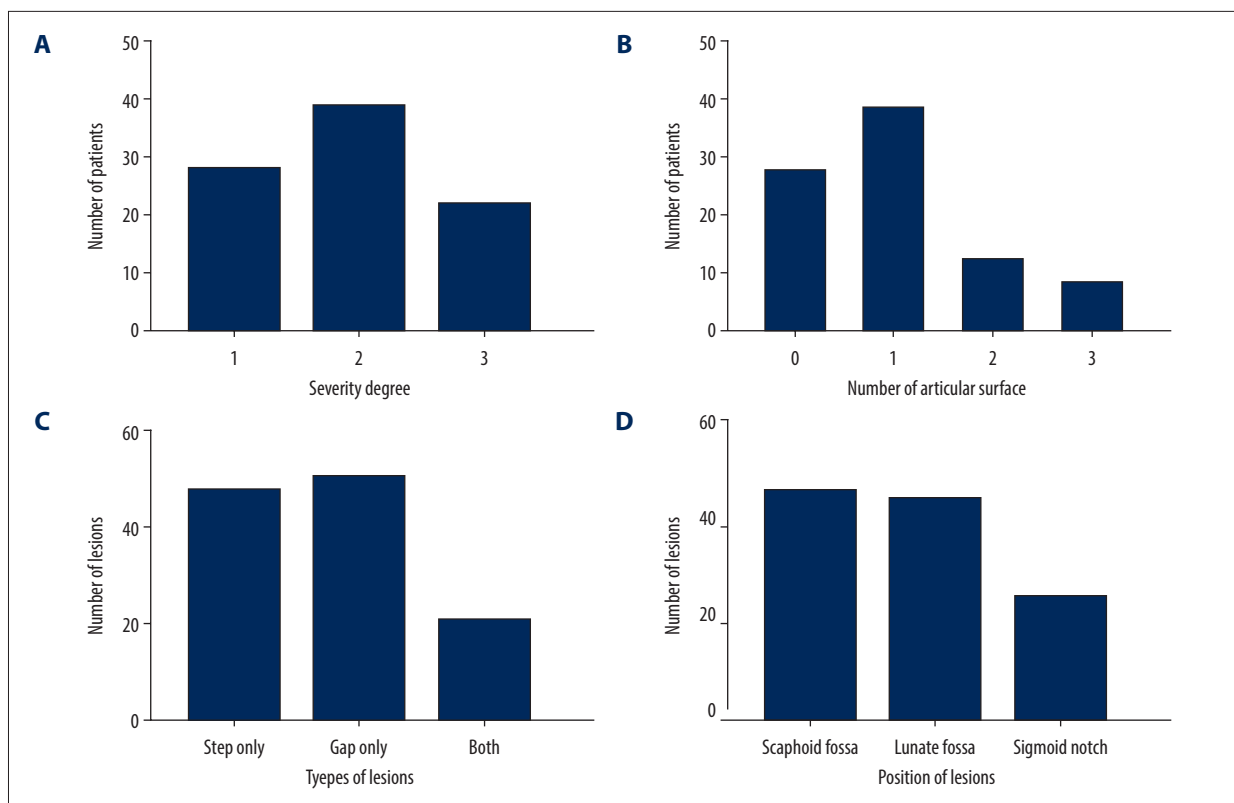 A
50
40
30
20
10
0
Number of patients
1 2 3
Severity degree
B
50
40
30
20
10
0
Number of patients
0 1 2 3
Number of articular surface
C
60
40
20
0
Number of lesions
Step only Gap only Both
Tyepes of lesions
D
60
40
20
0
Number of lesions
Scaphoid fossa Lunate fossa Sigmoid notch
Position of lesions